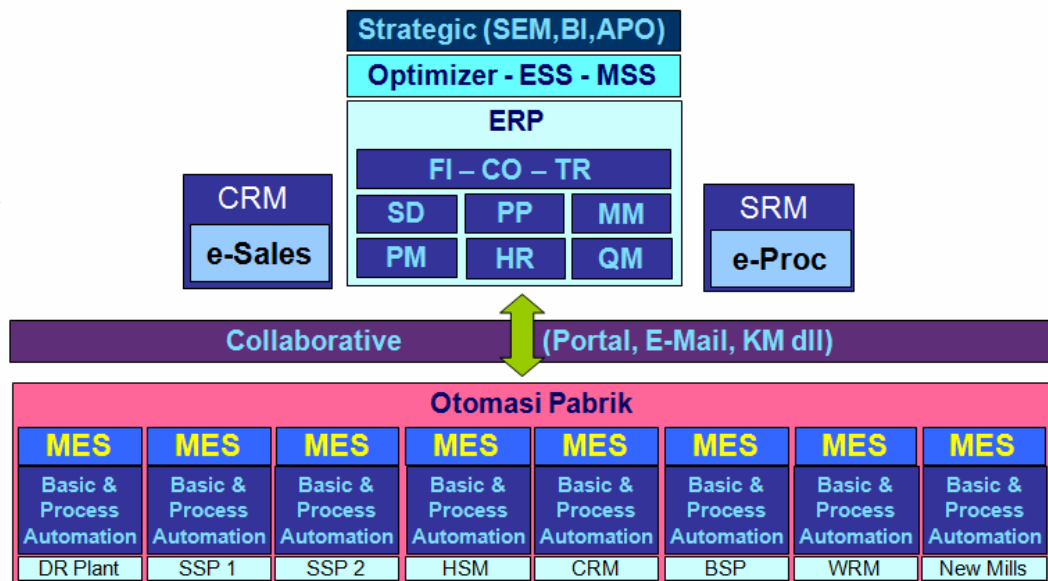 Strategic (SEM,BI,APO)
Optimizer - ESS - MSS
ERP
FI – CO – TR
SD PP MM
PM HR QM
CRM
e-Sales
SRM
e-Proc
Collaborative (Portal, E-Mail, KM dll)
Otomasi Pabrik
MES MES MES MES MES MES MES MES
Basic & Basic & Basic & Basic & Basic & Basic & Basic & Basic &
Process Process Process Process Process Process Process Process
Automation Automation Automation Automation Automation Automation Automation Automation
DR Plant SSP 1 SSP 2 HSM CRM BSP WRM New Mills